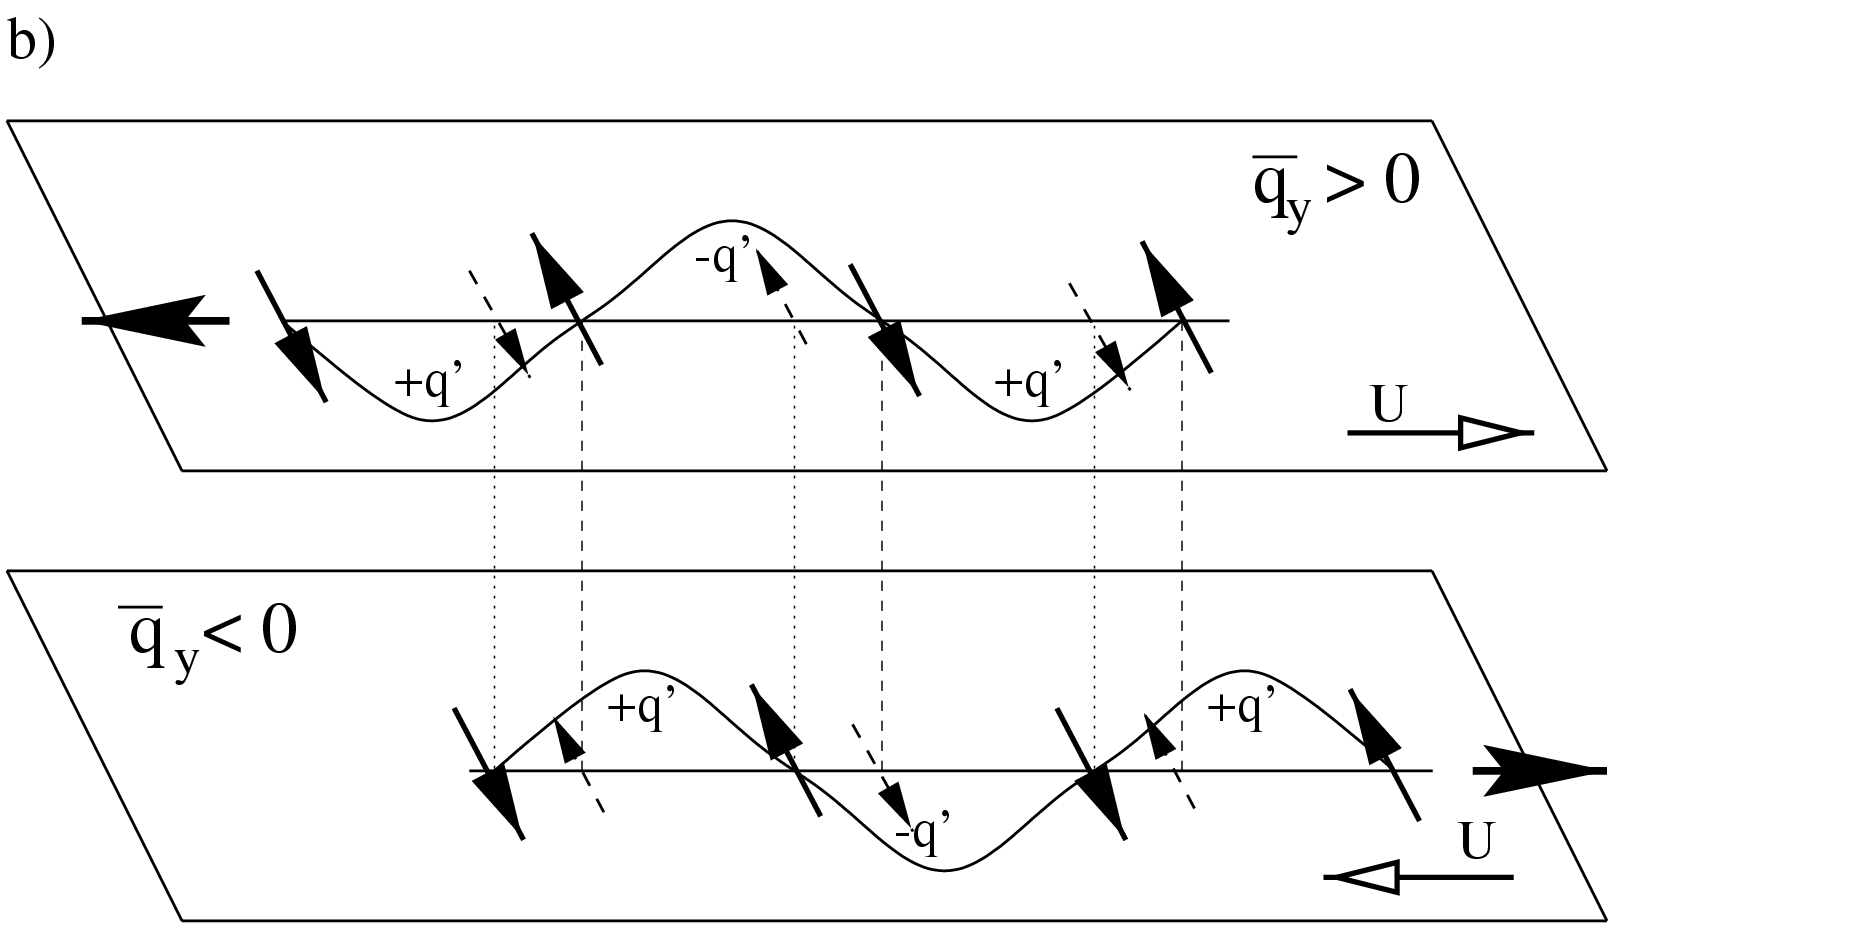 b)
q̅y > 0
-q’
+q’ +q’
U
q̅y < 0
+q’ +q’
-q’
U